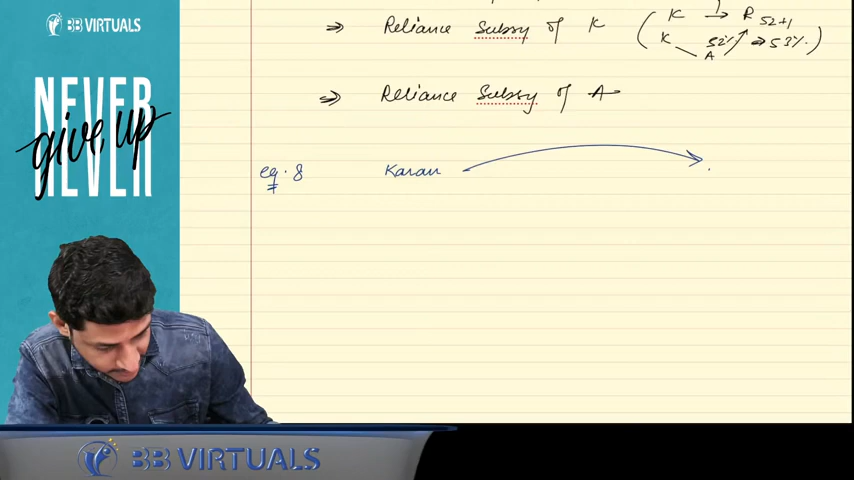 BB VIRTUALS
NEVER
give up
NEVER
⇒ Reliance Subsy of K ( K → R 52+1
K 52% ⇒ 53% )
A
⇒ Reliance Subsy of A
eg. 8 Karan
BB VIRTUALS